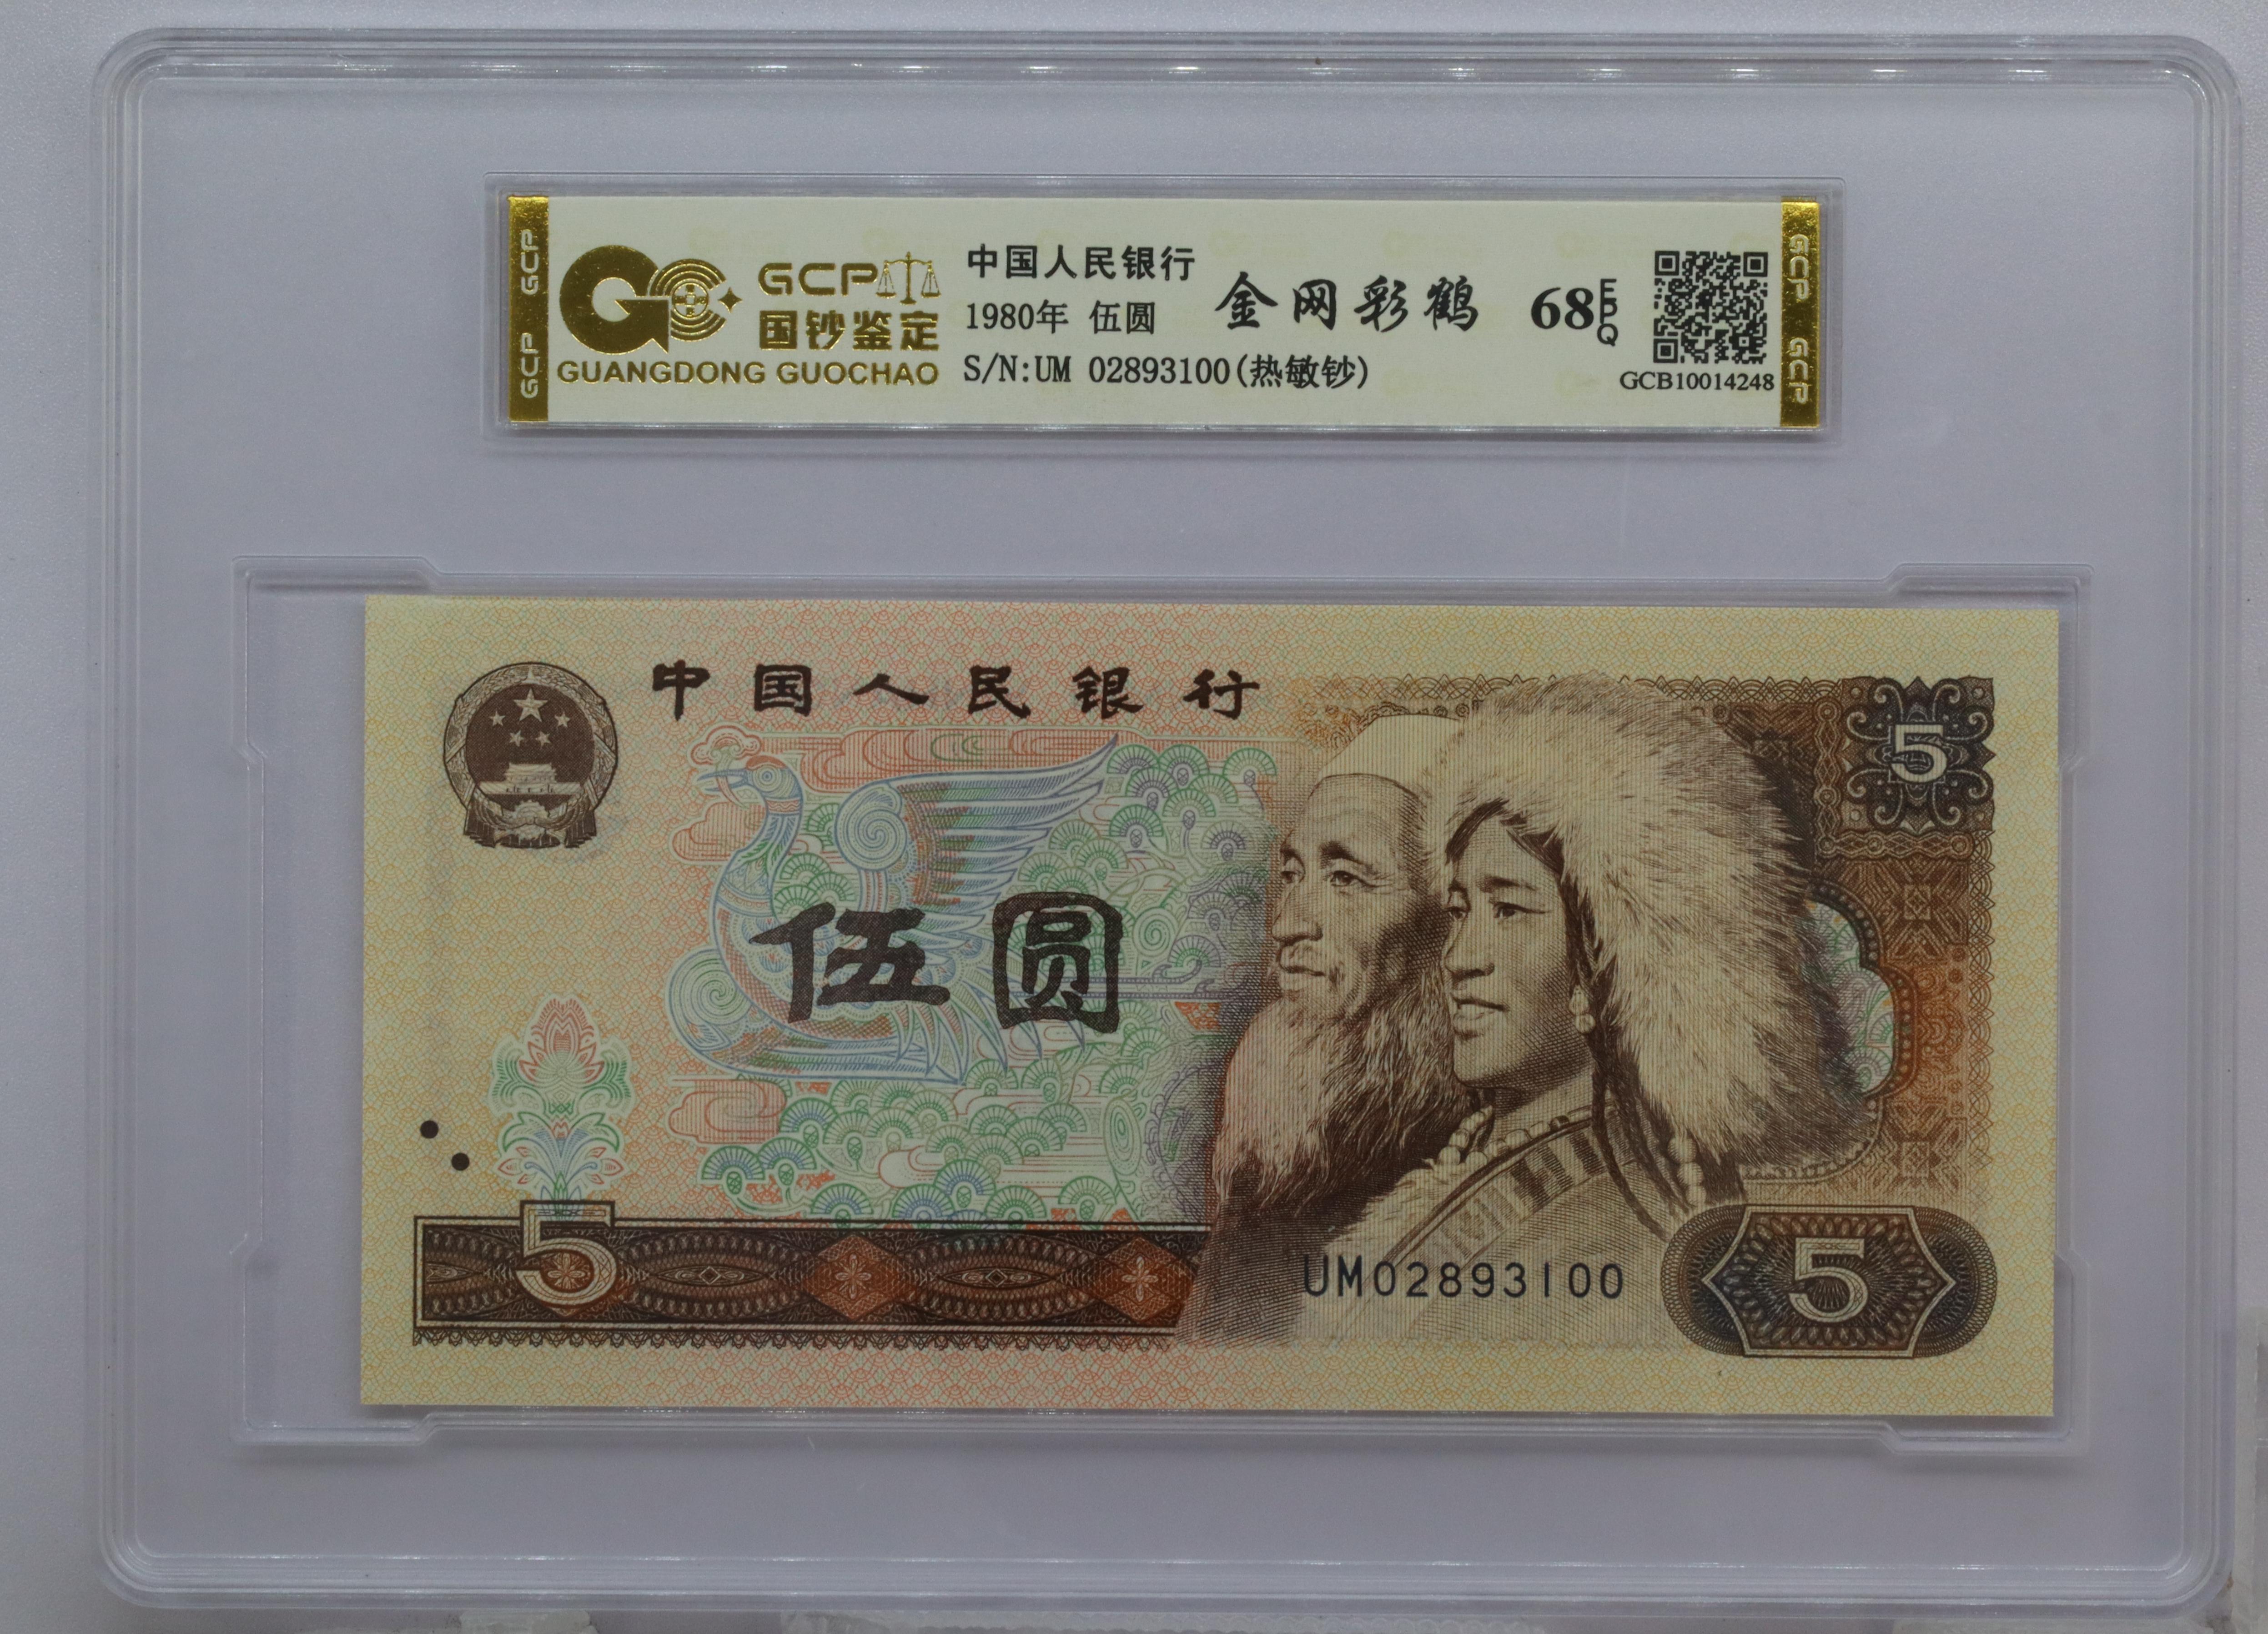 GCP GCP
GCP
国钞鉴定
GUANGDONG GUOCHAO
中国人民银行
1980年 伍圆
S/N:UM 02893100(热敏钞)
金网彩鹤
68 EPQ
GCB10014248
GCP GCP
中国人民银行
5
伍圆
5
UM02893100
5